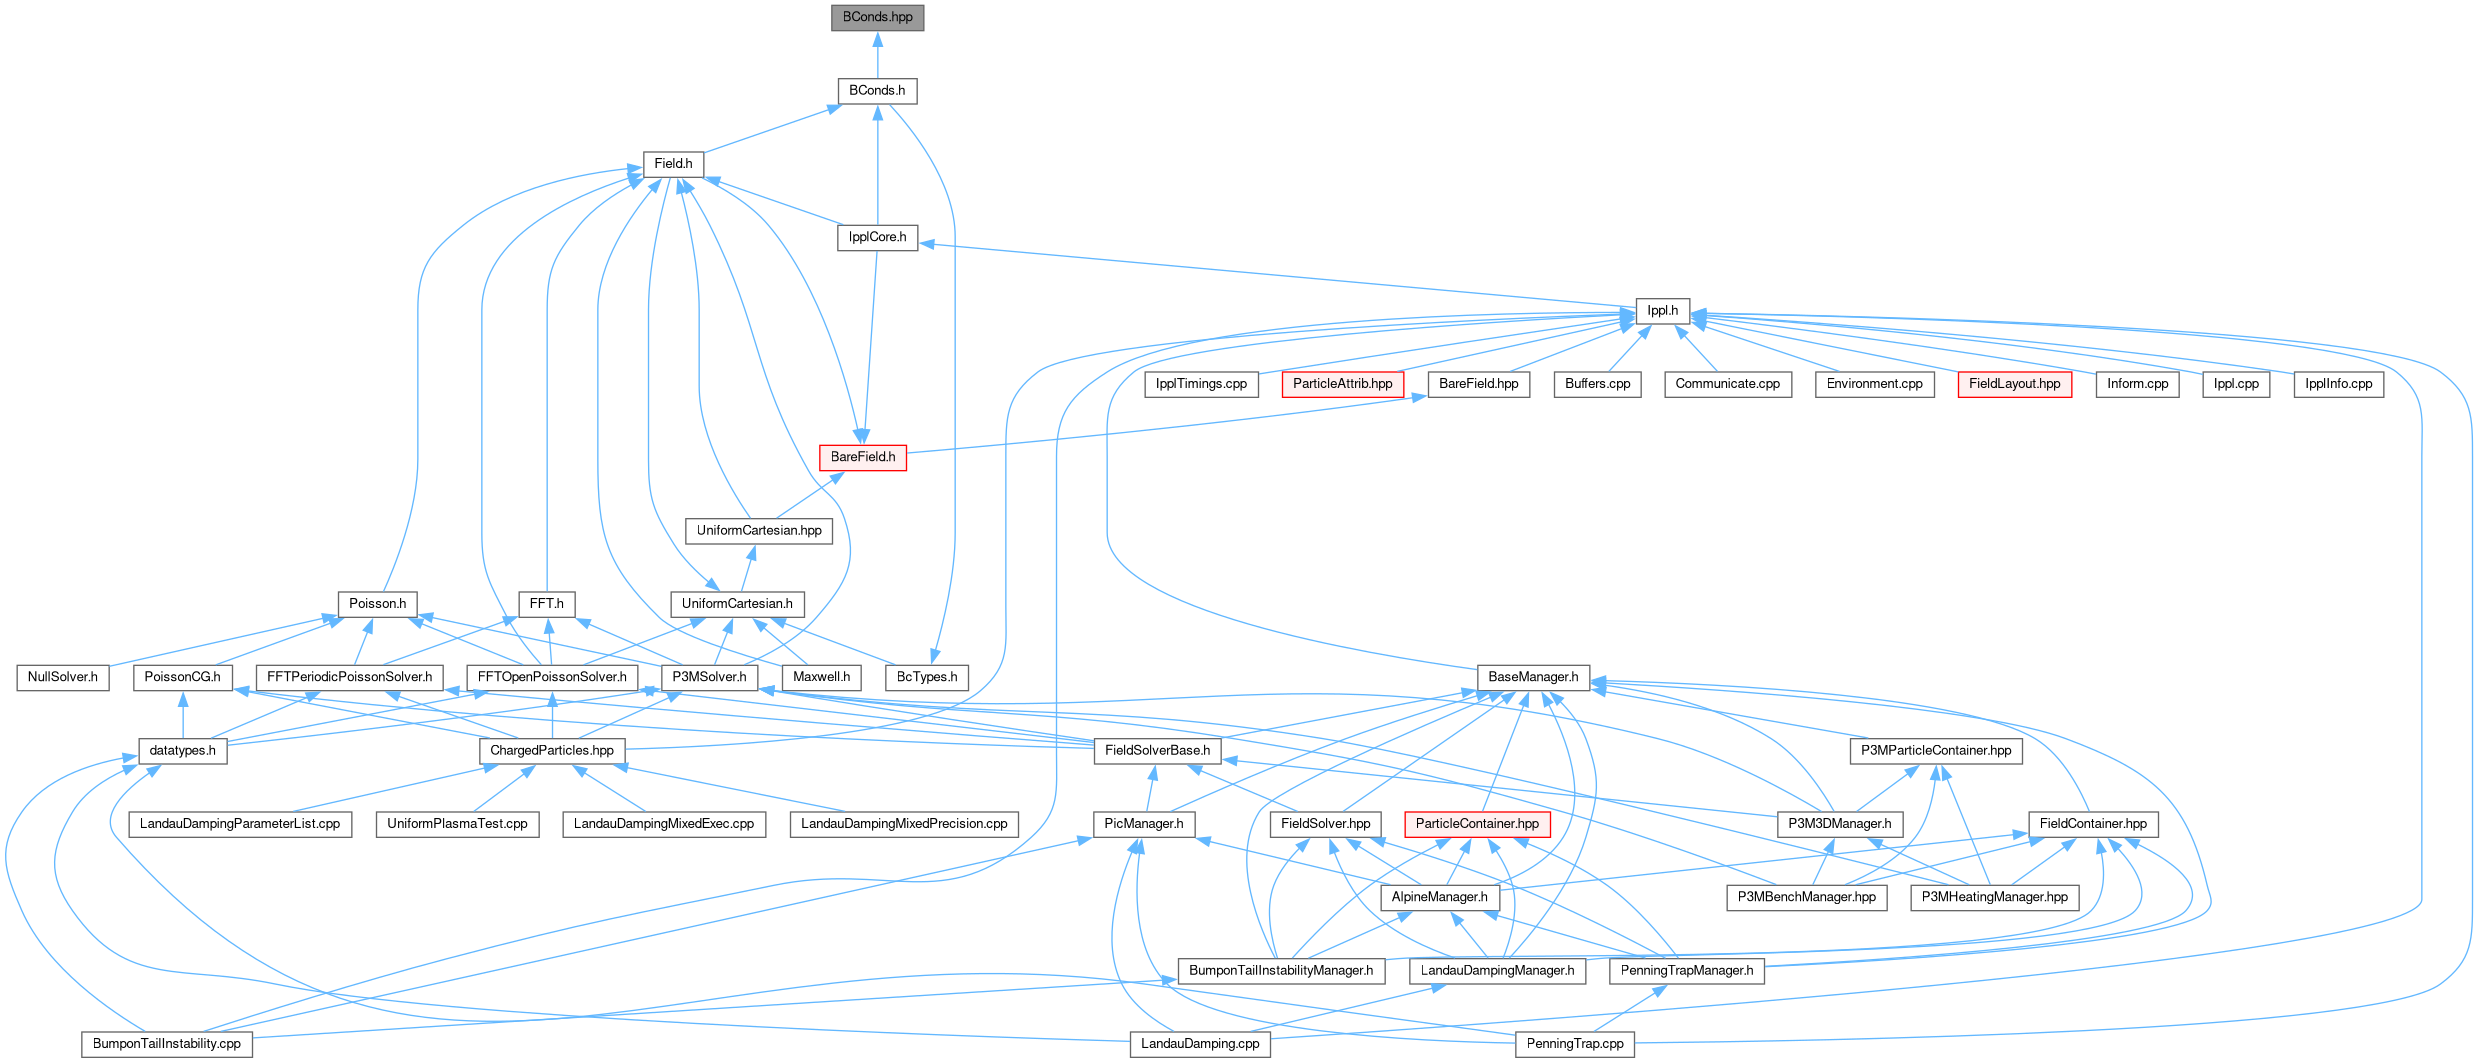 BConds.hpp
BConds.h
Field.h
IpplCore.h
Ippl.h
IpplTimings.cpp
ParticleAttrib.hpp
BareField.hpp
Buffers.cpp
Communicate.cpp
Environment.cpp
FieldLayout.hpp
Inform.cpp
Ippl.cpp
IpplInfo.cpp
BareField.h
UniformCartesian.hpp
Poisson.h
FFT.h
UniformCartesian.h
NullSolver.h
PoissonCG.h
FFTPeriodicPoissonSolver.h
FFTOpenPoissonSolver.h
P3MSolver.h
Maxwell.h
BcTypes.h
BaseManager.h
datatypes.h
ChargedParticles.hpp
FieldSolverBase.h
P3MParticleContainer.hpp
LandauDampingParameterList.cpp
UniformPlasmaTest.cpp
LandauDampingMixedExec.cpp
LandauDampingMixedPrecision.cpp
PicManager.h
FieldSolver.hpp
ParticleContainer.hpp
P3M3DManager.h
FieldContainer.hpp
AlpineManager.h
P3MBenchManager.hpp
P3MHeatingManager.hpp
BumponTailInstabilityManager.h
LandauDampingManager.h
PenningTrapManager.h
BumponTailInstability.cpp
LandauDamping.cpp
PenningTrap.cpp